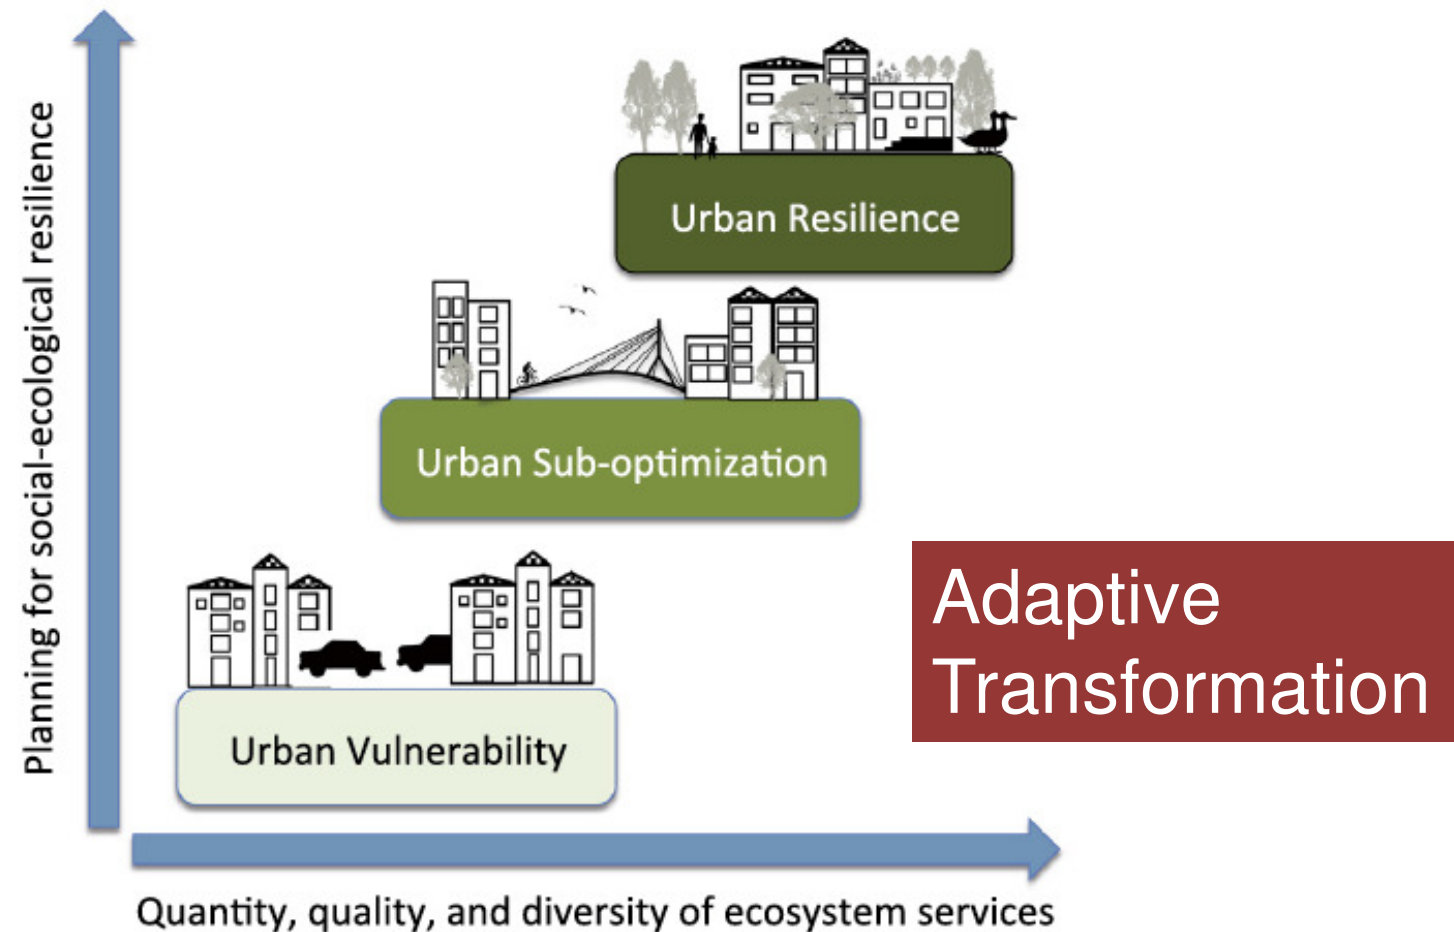 Planning for social-ecological resilience
Urban Resilience
Urban Sub-optimization
Urban Vulnerability
Adaptive
Transformation
Quantity, quality, and diversity of ecosystem services